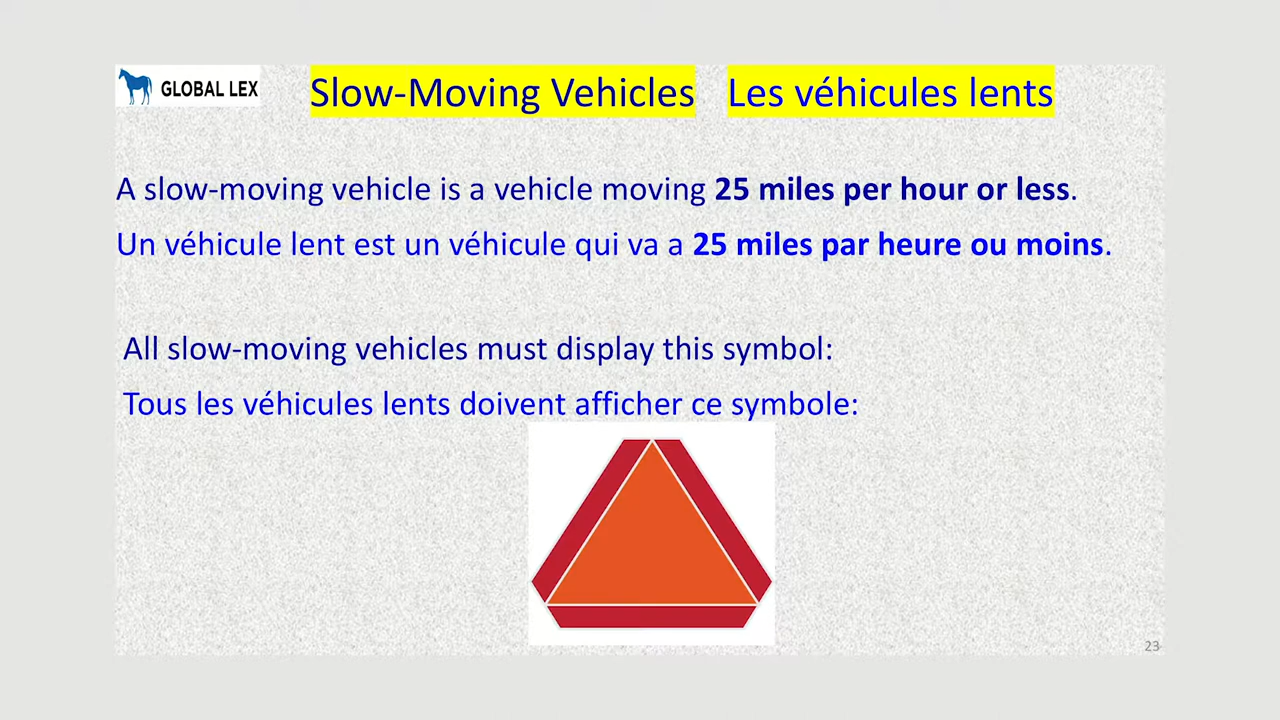 GLOBAL LEX
Slow-Moving Vehicles Les véhicules lents
A slow-moving vehicle is a vehicle moving 25 miles per hour or less.
Un véhicule lent est un véhicule qui va a 25 miles par heure ou moins.
All slow-moving vehicles must display this symbol:
Tous les véhicules lents doivent afficher ce symbole:
23